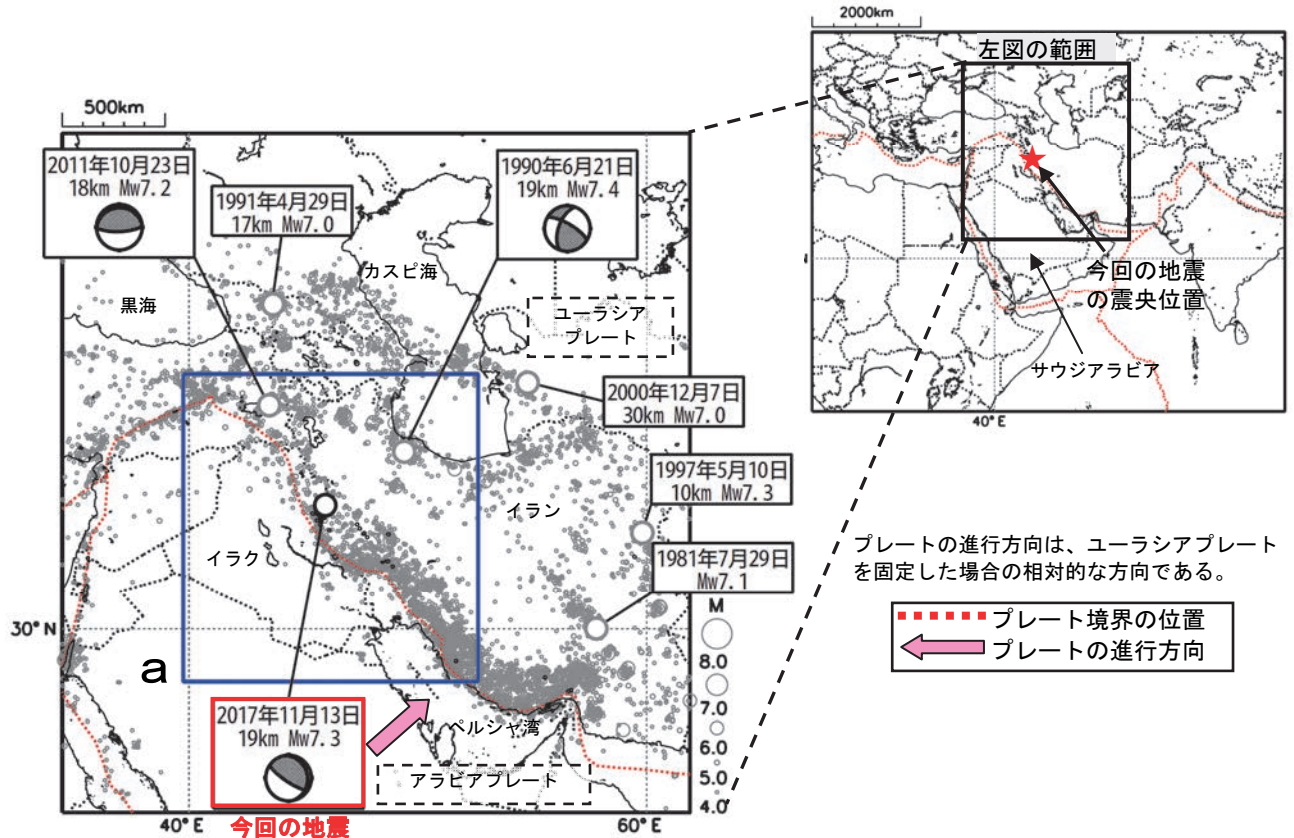 500km
2011年10月23日
18km Mw7.2
1991年4月29日
17km Mw7.0
1990年6月21日
19km Mw7.4
黒海
カスピ海
ユーラシア
プレート
2000年12月7日
30km Mw7.0
1997年5月10日
10km Mw7.3
イラン
イラク
1981年7月29日
Mw7.1
30°N
a
2017年11月13日
19km Mw7.3
ペルシャ湾
アラビアプレート
M
8.0
7.0
6.0
5.0
4.0
40°E
60°E
今回の地震
2000km
左図の範囲
今回の地震
の震央位置
サウジアラビア
40°E
プレートの進行方向は、ユーラシアプレート
を固定した場合の相対的な方向である。
プレート境界の位置
プレートの進行方向